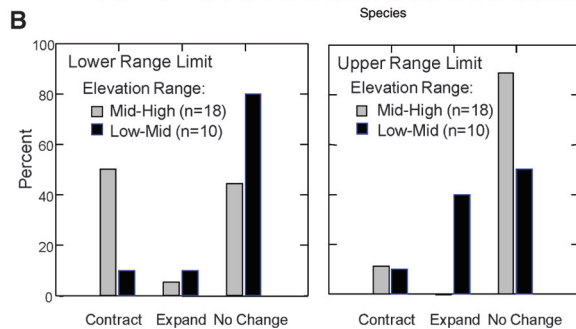 Species
B
100
80
60
40
20
0
Percent
Lower Range Limit
Elevation Range:
Mid-High (n=18)
Low-Mid (n=10)
Contract Expand No Change
Upper Range Limit
Elevation Range:
Mid-High (n=18)
Low-Mid (n=10)
Contract Expand No Change